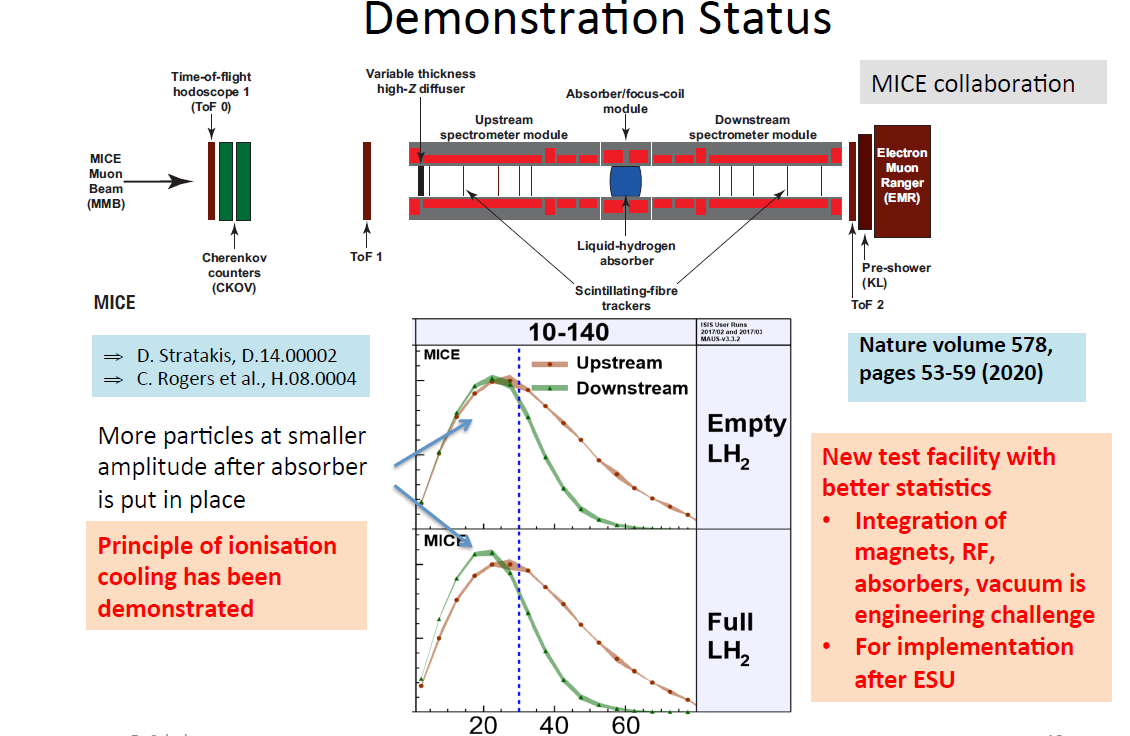 Demonstration Status
MICE collaboration
Time-of-flight
hodoscope 1
(ToF 0)
Variable thickness
high-Z diffuser
Absorber/focus-coil
module
Upstream
spectrometer module
Downstream
spectrometer module
MICE
Muon
Beam
(MMB)
Electron
Muon
Ranger
(EMR)
Cherenkov
counters
(CKOV)
ToF 1
Liquid-hydrogen
absorber
Scintillating-fibre
trackers
Pre-shower
(KL)
ToF 2
MICE
⇒ D. Stratakis, D.14.00002
⇒ C. Rogers et al., H.08.0004
More particles at smaller
amplitude after absorber
is put in place
Principle of ionisation
cooling has been
demonstrated
10-140
ISIS User Runs
2017/02 and 2017/03
MAUS-v3.3.2
MICE
Upstream
Downstream
Empty
LH2
MICE
Full
LH2
20 40 60
Nature volume 578,
pages 53-59 (2020)
New test facility with
better statistics
• Integration of
magnets, RF,
absorbers, vacuum is
engineering challenge
• For implementation
after ESU